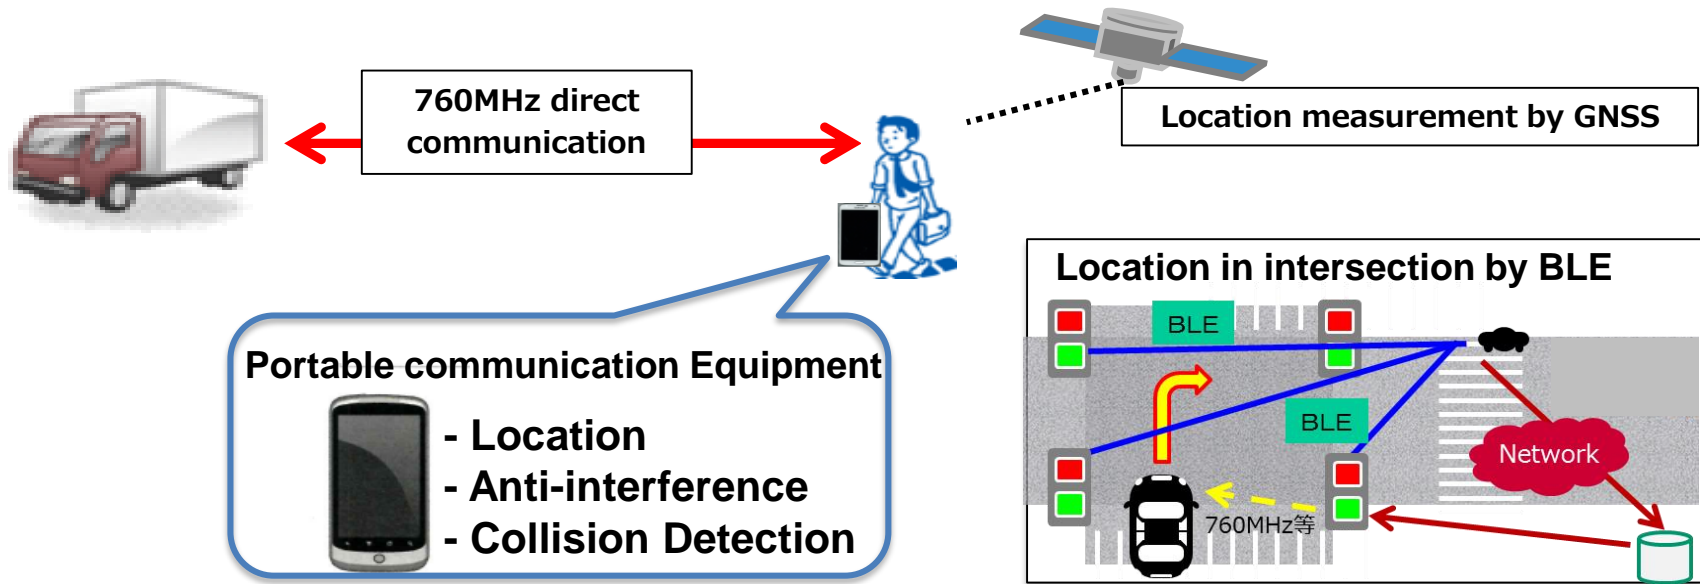 760MHz direct
communication
Location measurement by GNSS
Portable communication Equipment
- Location
- Anti-interference
- Collision Detection
Location in intersection by BLE
BLE
BLE
Network
760MHz等